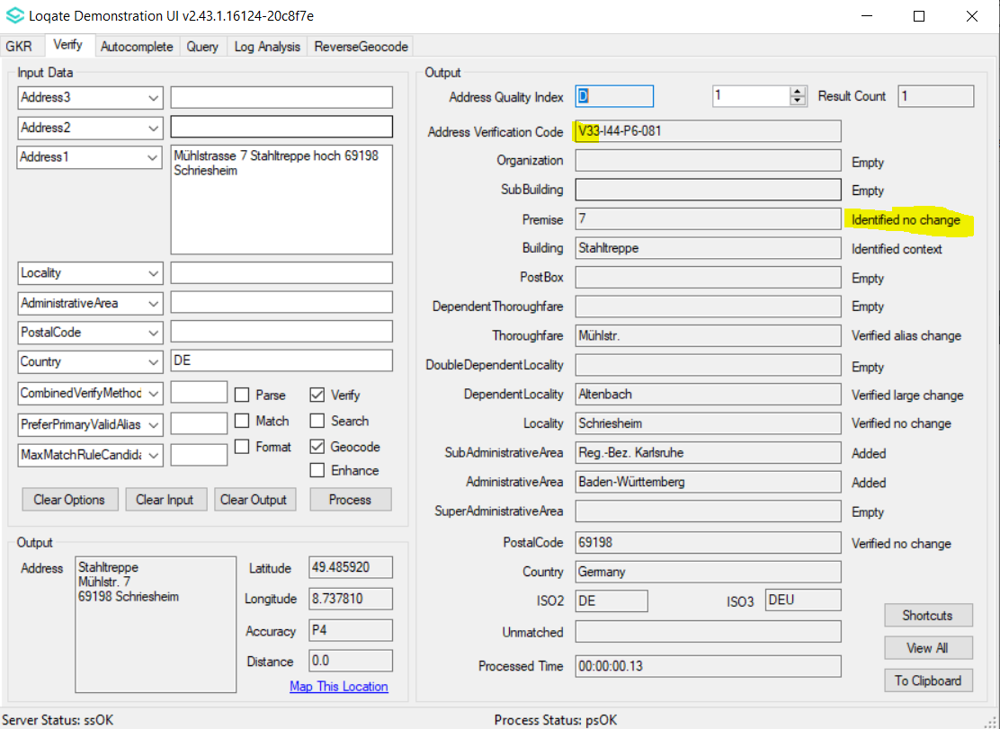 Loqate Demonstration UI v2.43.1.16124-20c8f7e
GKR Verify Autocomplete Query Log Analysis ReverseGeocode
Input Data
Address3
Address2
Address1 Mühlstrasse 7 Stahltreppe hoch 69198
Schriesheim
Locality
AdministrativeArea
PostalCode
Country DE
CombinedVerifyMethod Parse Verify
PreferPrimaryValidAlias Match Search
MaxMatchRuleCandida Format Geocode
Enhance
Clear Options Clear Input Clear Output Process
Output
Address Stahltreppe
Mühlstr. 7
69198 Schriesheim
Latitude 49.485920
Longitude 8.737810
Accuracy P4
Distance 0.0
Map This Location
Output
Address Quality Index D 1 Result Count 1
Address Verification Code V33-I44-P6-081
Organization Empty
SubBuilding Empty
Premise 7 Identified no change
Building Stahltreppe Identified context
PostBox Empty
DependentThoroughfare Empty
Thoroughfare Mühlstr. Verified alias change
DoubleDependentLocality Empty
DependentLocality Altenbach Verified large change
Locality Schriesheim Verified no change
SubAdministrativeArea Reg.-Bez. Karlsruhe Added
AdministrativeArea Baden-Württemberg Added
SuperAdministrativeArea Empty
PostalCode 69198 Verified no change
Country Germany
ISO2 DE ISO3 DEU
Unmatched
Processed Time 00:00:00.13
Shortcuts
View All
To Clipboard
Server Status: ssOK Process Status: psOK